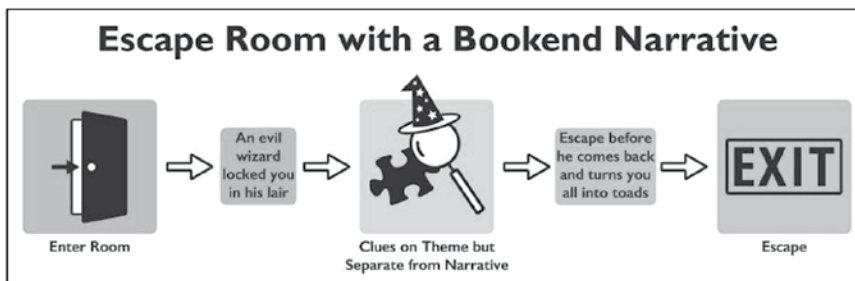 Escape Room with a Bookend Narrative
An evil
wizard
locked you
in his lair
Escape before
he comes back
and turns you
all into toads
EXIT
Enter Room
Clues on Theme but
Separate from Narrative
Escape